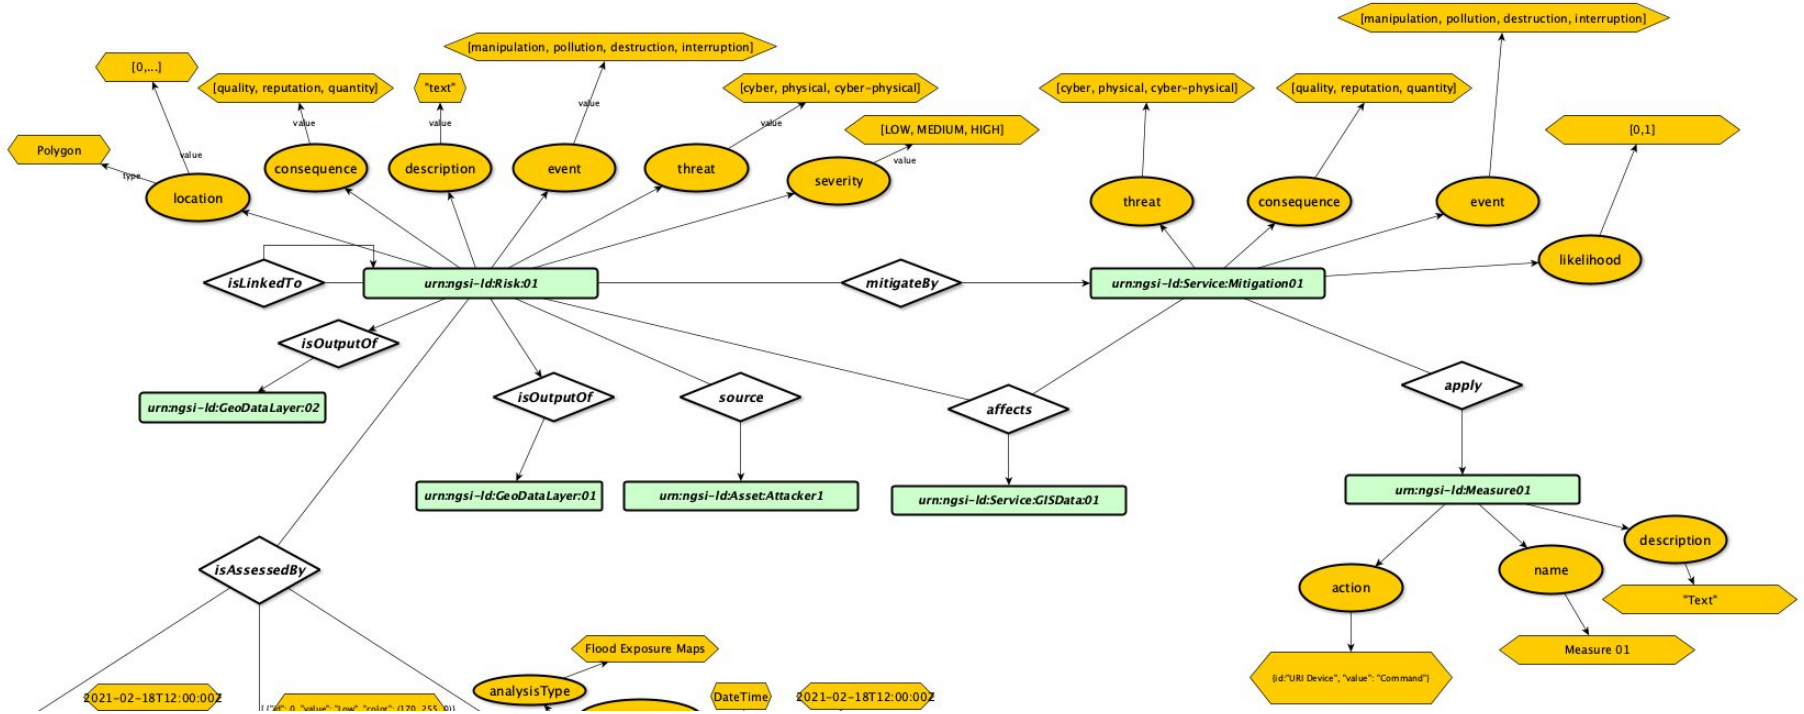 [manipulation, pollution, destruction, interruption]
[manipulation, pollution, destruction, interruption]
[0,...]
[quality, reputation, quantity]
"text"
[cyber, physical, cyber-physical]
[cyber, physical, cyber-physical]
[quality, reputation, quantity]
value
value
value
value
[LOW, MEDIUM, HIGH]
[0,1]
Polygon
value
value
type
consequence
description
event
threat
severity
location
threat
consequence
event
likelihood
isLinkedTo
urn:ngsi-ld:Risk:01
mitigateBy
urn:ngsi-ld:Service:Mitigation01
isOutputOf
isOutputOf
source
affects
apply
urn:ngsi-ld:GeoDataLayer:02
urn:ngsi-ld:GeoDataLayer:01
urn:ngsi-ld:Asset:Attacker1
urn:ngsi-ld:Service:GISData:01
urn:ngsi-ld:Measure01
isAssessedBy
action
name
description
"Text"
Flood Exposure Maps
Measure 01
{id:"URI Device", "value": "Command"}
analysisType
2021-02-18T12:00:00Z
DateTime
2021-02-18T12:00:00Z